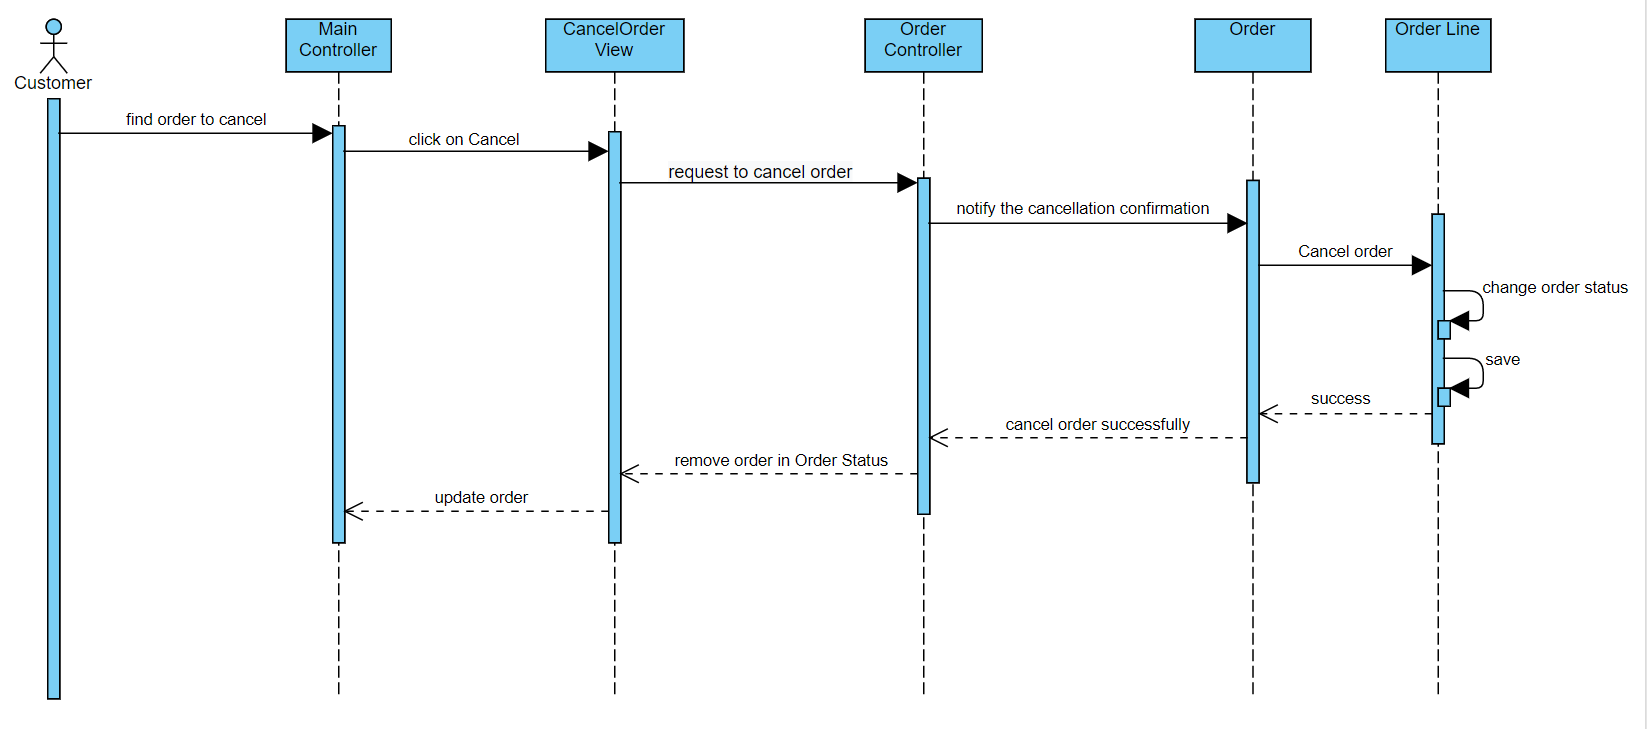 Customer
Main
Controller
CancelOrder
View
Order
Controller
Order
Order Line
find order to cancel
click on Cancel
request to cancel order
notify the cancellation confirmation
Cancel order
change order status
save
success
cancel order successfully
remove order in Order Status
update order